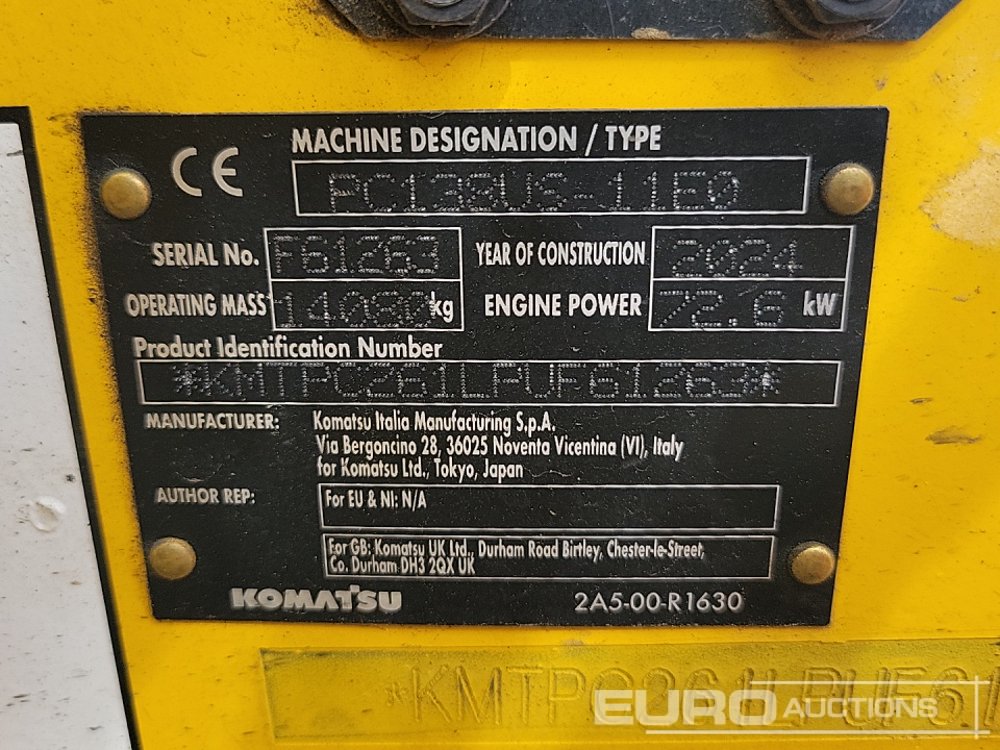 CE
MACHINE DESIGNATION / TYPE
PC138US-11E0
SERIAL No. F61263 YEAR OF CONSTRUCTION 2024
OPERATING MASS 14080 kg ENGINE POWER 72.6 kW
Product Identification Number
*KMTPC261LPUF61263*
MANUFACTURER: Komatsu Italia Manufacturing S.p.A.
Via Bergoncino 28, 36025 Noventa Vicentina (VI), Italy
for Komatsu Ltd., Tokyo, Japan
AUTHOR REP: For EU & NI: N/A
For GB: Komatsu UK Ltd., Durham Road Birtley, Chester-le-Street,
Co. Durham DH3 2QX UK
KOMATSU 2A5-00-R1630
*KMTPC261LPUF61
EURO AUCTIONS